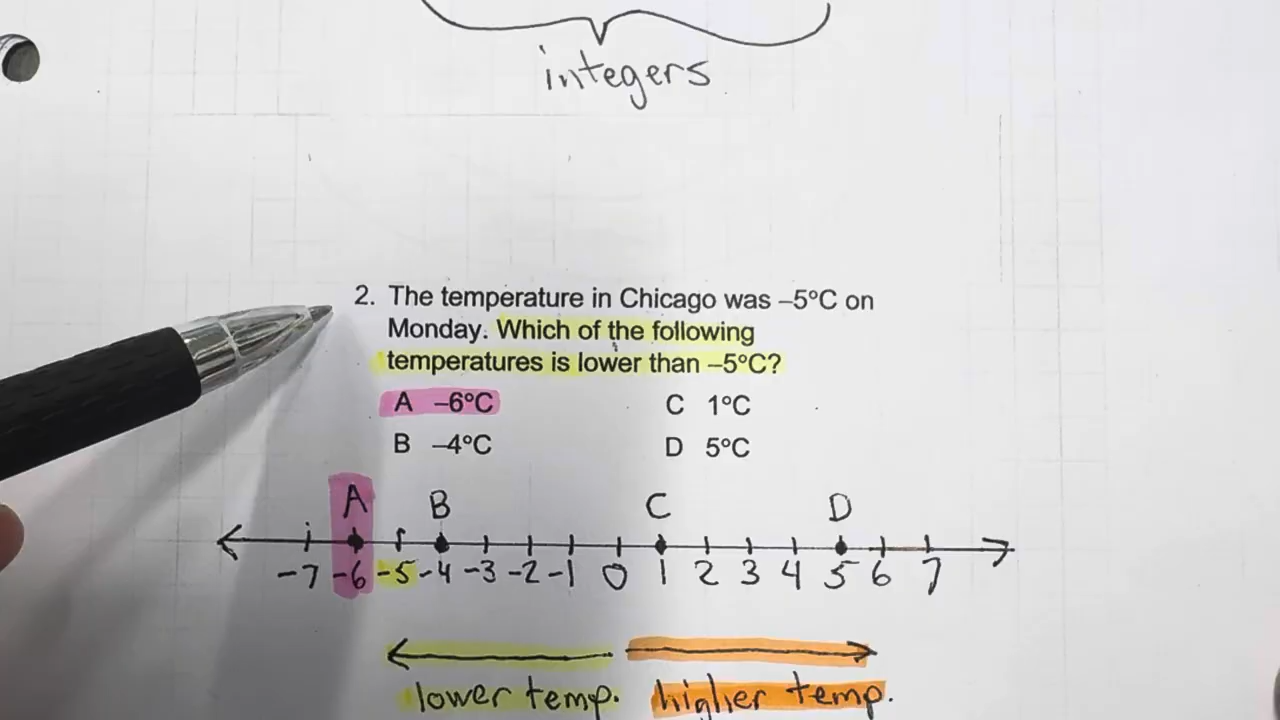 integers
2. The temperature in Chicago was –5°C on
Monday. Which of the following
temperatures is lower than –5°C?
A –6°C C 1°C
B –4°C D 5°C
A B C D
-7 -6 -5 -4 -3 -2 -1 0 1 2 3 4 5 6 7
lower temp. higher temp.